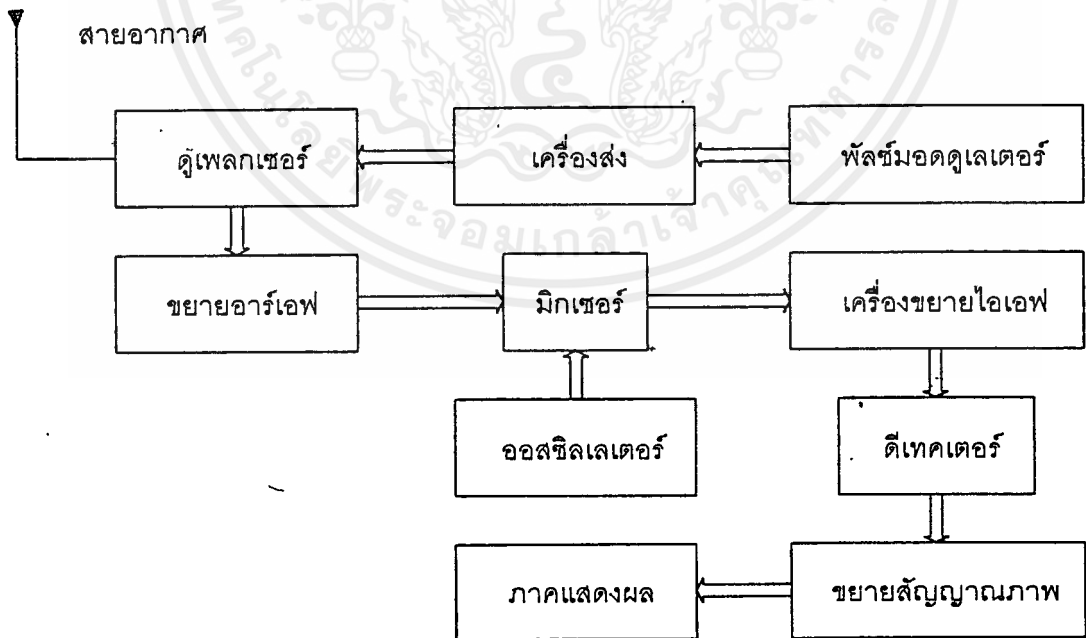 สายอากาศ
ดูเพลกเซอร์
เครื่องส่ง
พัลซ์มอดดูเลเตอร์
ขยายอาร์เอฟ
มิกเซอร์
เครื่องขยายไอเอฟ
ออสซิลเลเตอร์
ดีเทคเตอร์
ภาคแสดงผล
ขยายสัญญาณภาพ